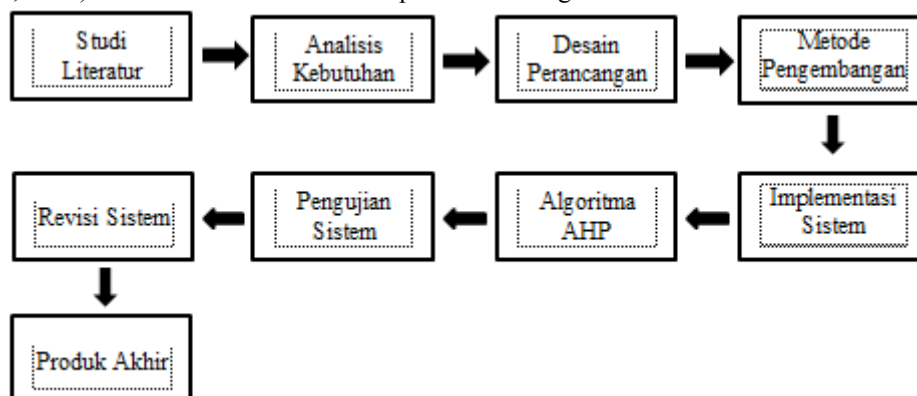 Studi
Literatur
Analisis
Kebutuhan
Desain
Perancangan
Metode
Pengembangan
Implementasi
Sistem
Algoritma
AHP
Pengujian
Sistem
Revisi Sistem
Produk Akhir